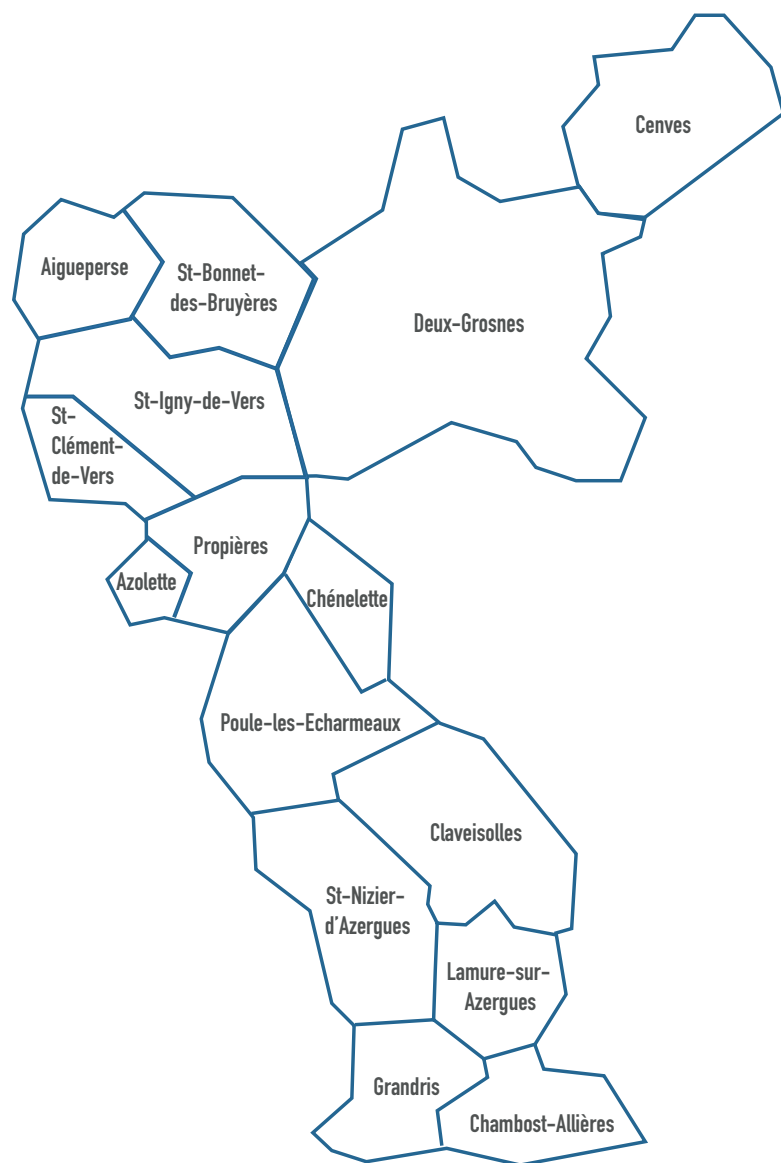 Cenves
Aigueperse
St-Bonnet-
des-Bruyères
Deux-Grosnes
St-Igny-de-Vers
St-
Clément-
de-Vers
Propières
Azolette
Chénelette
Poule-les-Echarmeaux
Claveisolles
St-Nizier-
d'Azergues
Lamure-sur-
Azergues
Grandris
Chambost-Allières